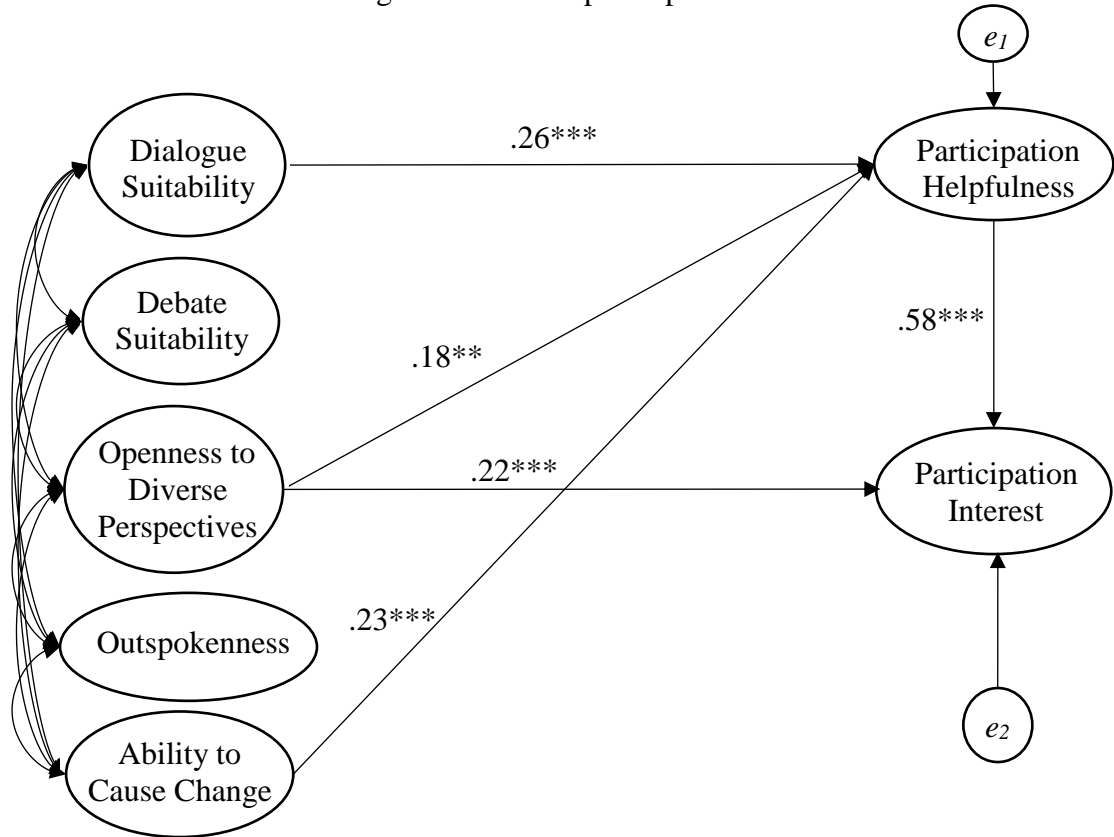 e1
Dialogue
Suitability
.26***
Participation
Helpfulness
Debate
Suitability
.58***
.18**
Openness to
Diverse
Perspectives
.22***
Participation
Interest
.23***
Outspokenness
Ability to
Cause Change
e2